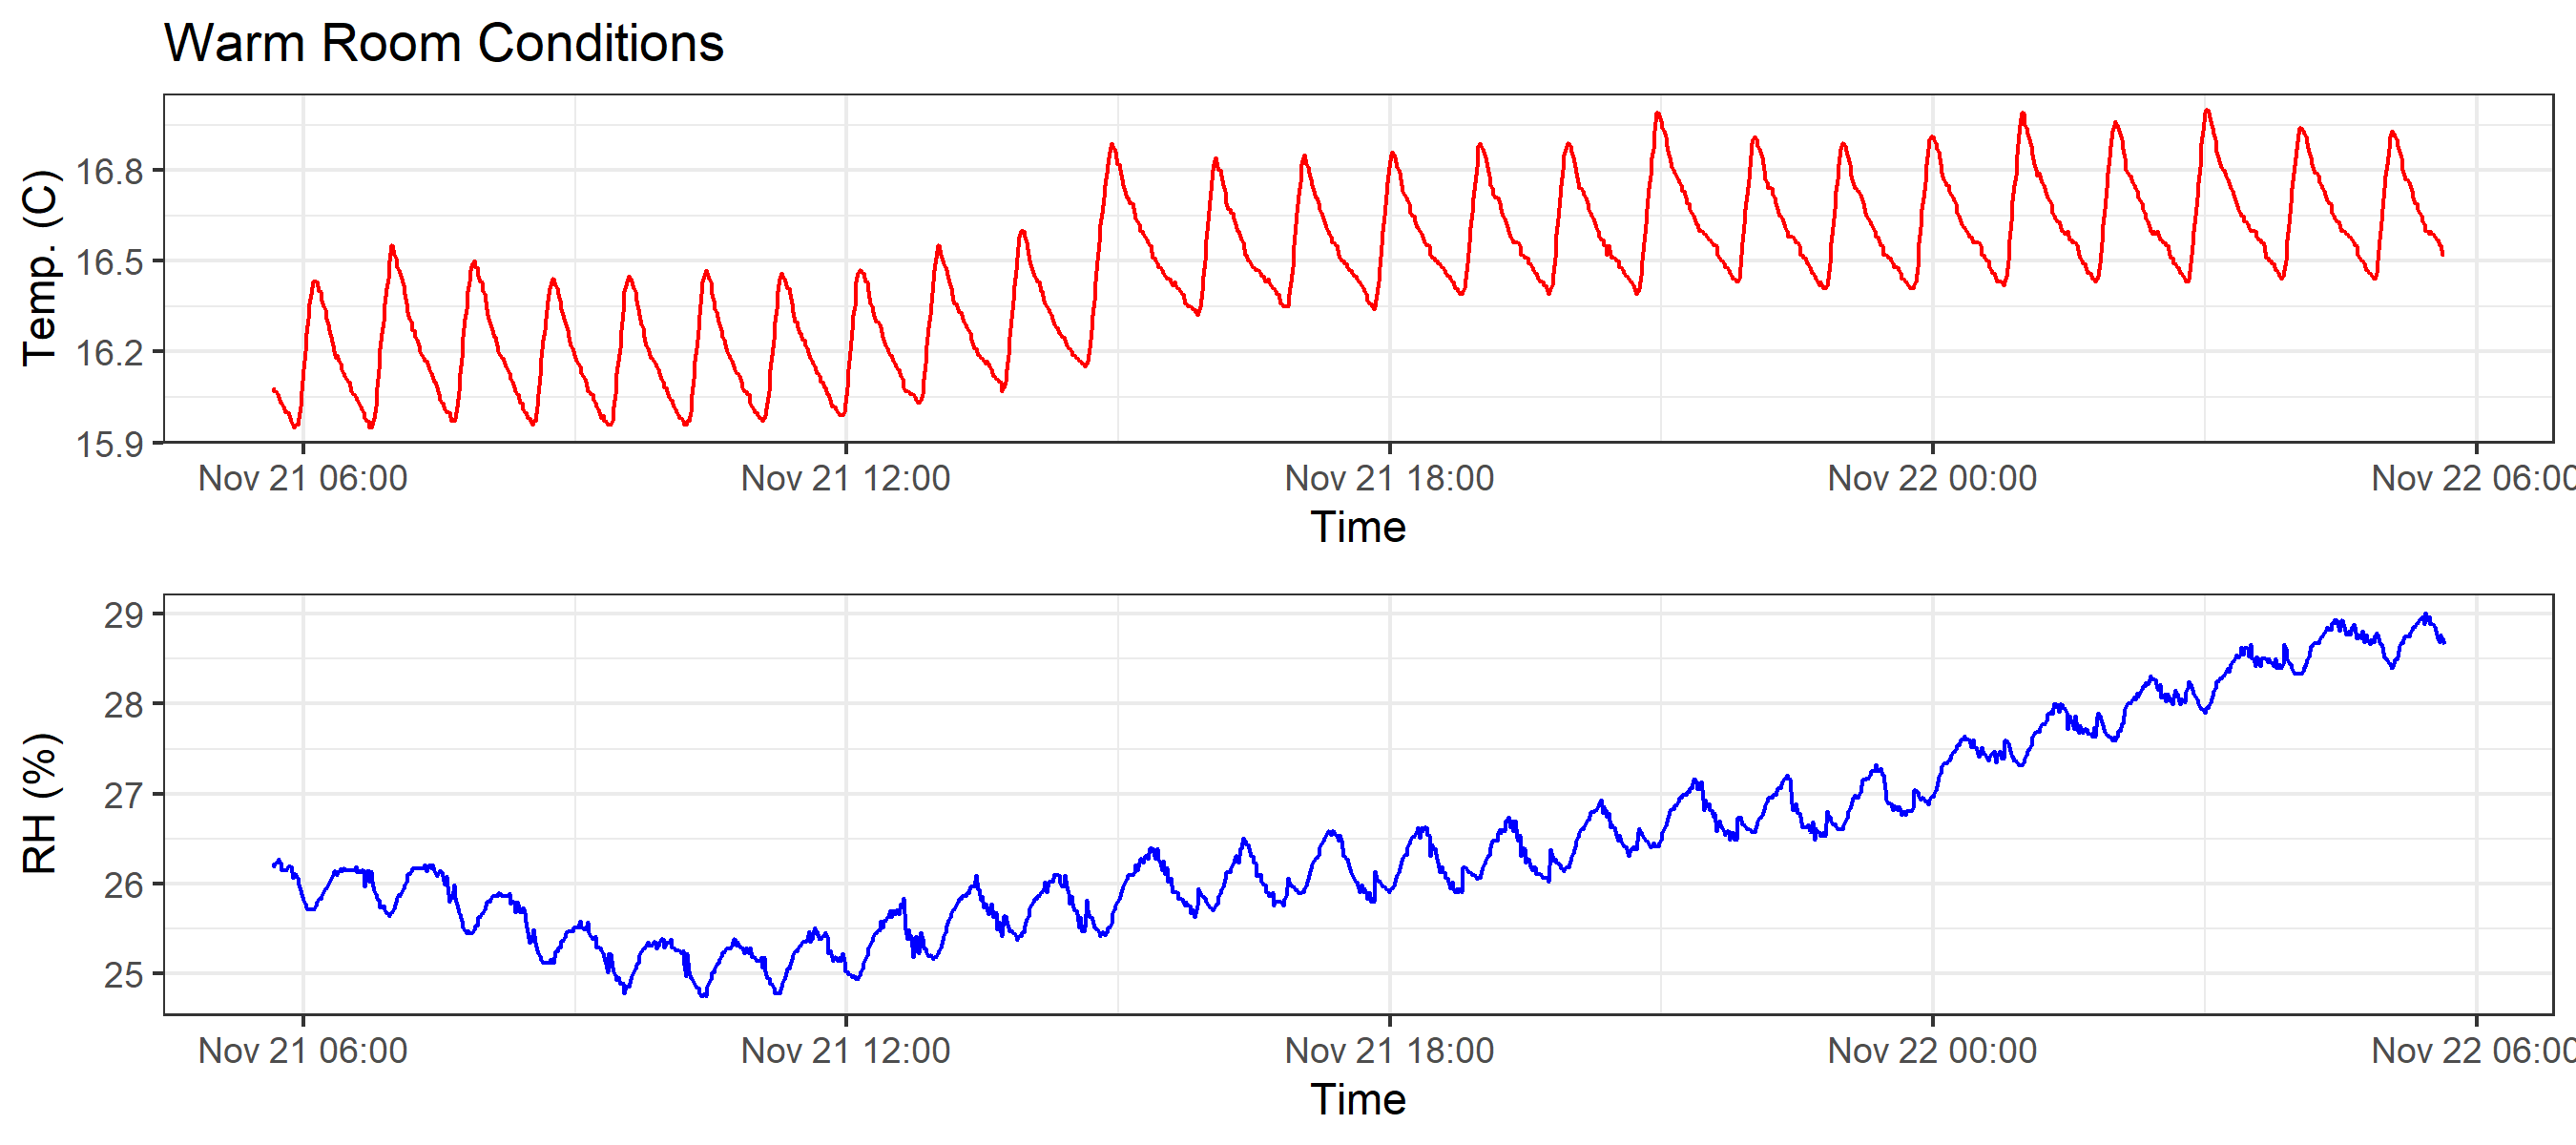 Warm Room Conditions
Temp. (C)
16.8
16.5
16.2
15.9
Nov 21 06:00 Nov 21 12:00 Nov 21 18:00 Nov 22 00:00 Nov 22 06:00
Time
RH (%)
29
28
27
26
25
Nov 21 06:00 Nov 21 12:00 Nov 21 18:00 Nov 22 00:00 Nov 22 06:00
Time